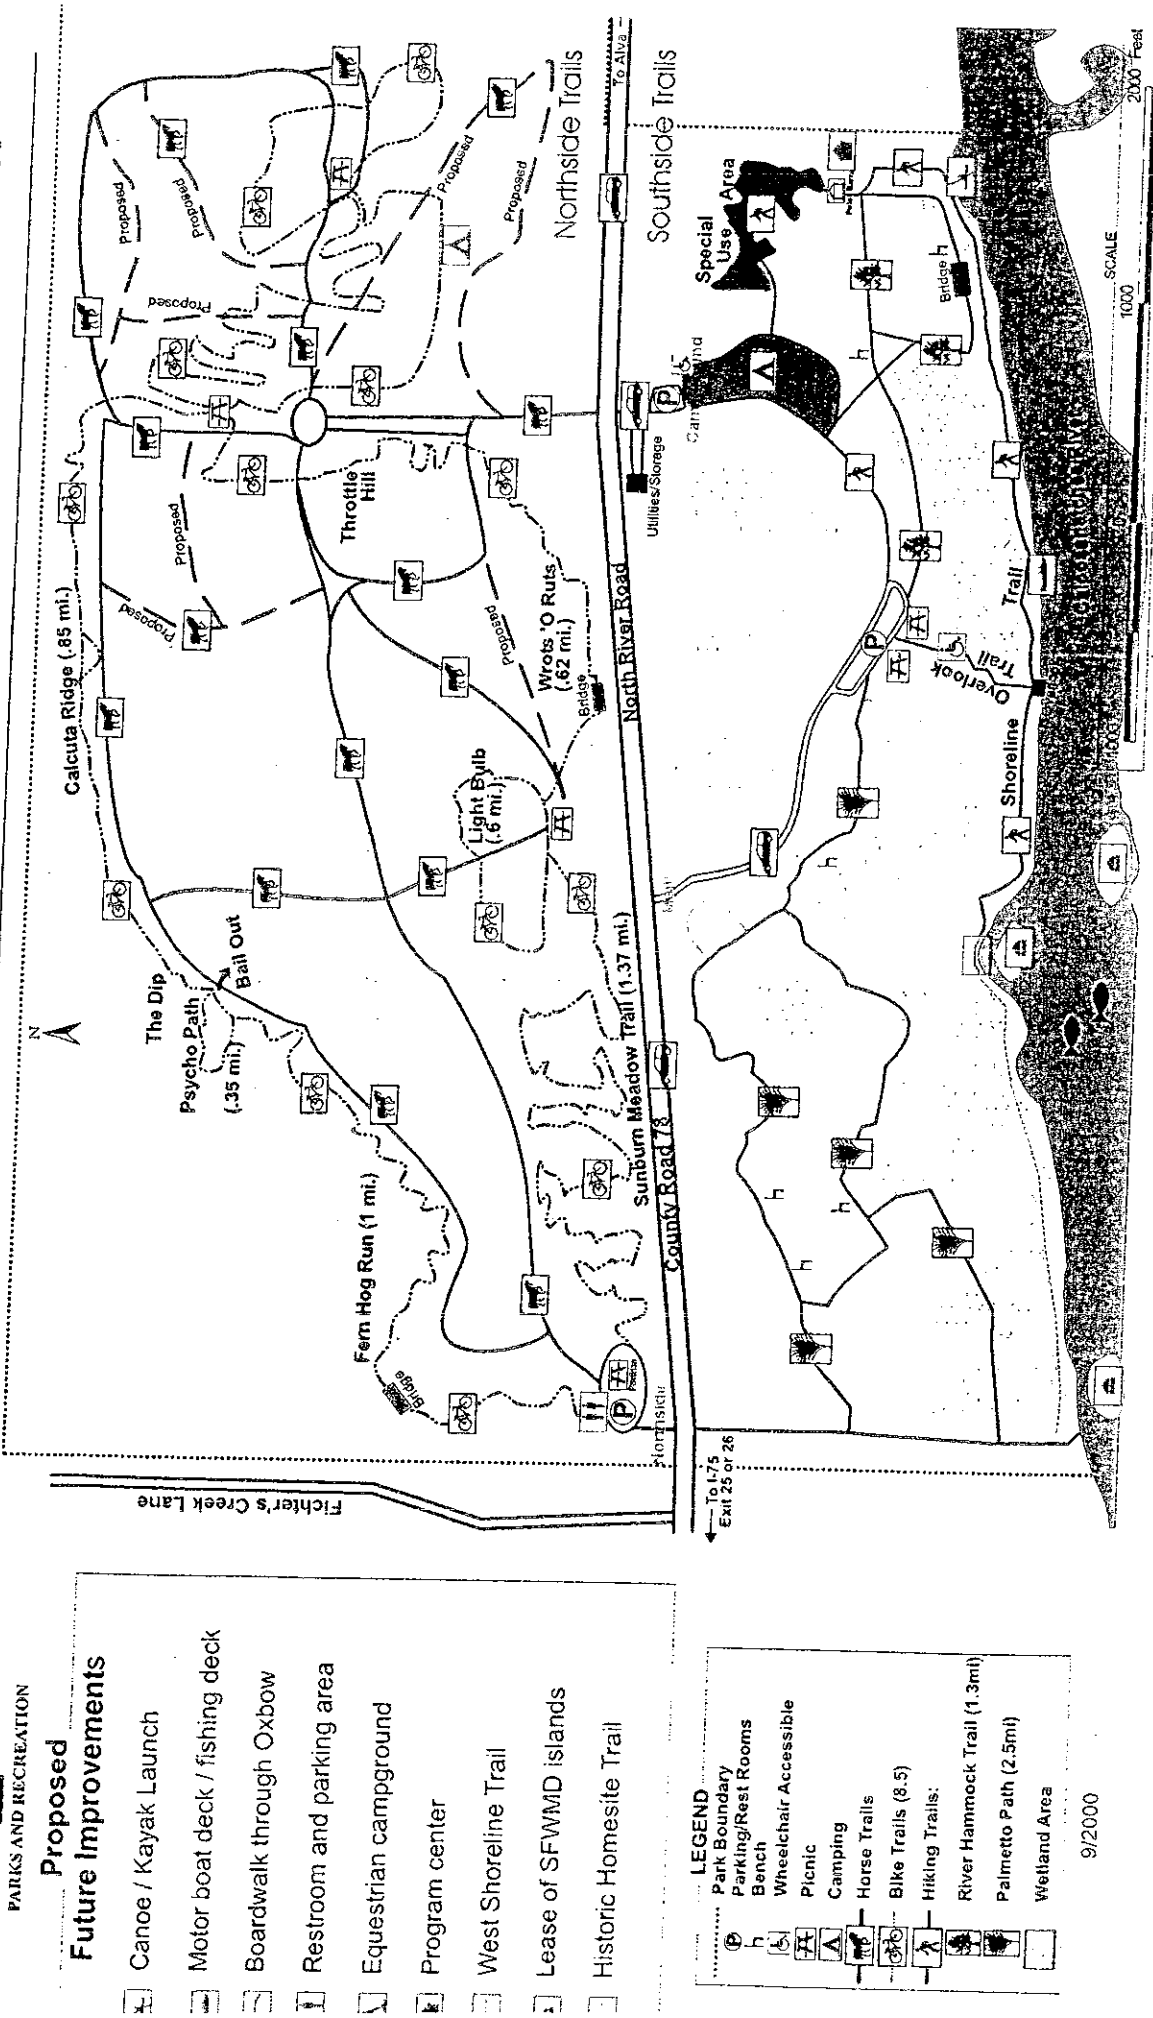 PARKS AND RECREATION
Proposed
Future Improvements
Canoe / Kayak Launch
Motor boat deck / fishing deck
Boardwalk through Oxbow
Restroom and parking area
Equestrian campground
Program center
West Shoreline Trail
Lease of SFWMD islands
Historic Homesite Trail
LEGEND
Park Boundary
P Parking/Rest Rooms
h Bench
Wheelchair Accessible
Picnic
Camping
Horse Trails
Bike Trails (8.5)
Hiking Trails:
River Hammock Trail (1.3mi)
Palmetto Path (2.5mi)
Wetland Area
9/2000
N
Fichter's Creek Lane
To I-75
Exit 25 or 26
Northside
P
Bridge
Fern Hog Run (1 mi.)
Psycho Path
(.35 mi.)
The Dip
Bail Out
Calcuta Ridge (.85 mi.)
Proposed
Proposed
Proposed
Proposed
Proposed
Proposed
Proposed
Proposed
Throttle
Hill
Light Bulb
(.6 mi.)
Wrots 'O Ruts
(.62 mi.)
Bridge
Sunburn Meadow Trail (1.37 mi.)
County Road 78
North River Road
To Alva
Northside Trails
Southside Trails
Utilities/Storage
P
Special
Use Area
Bridge
h
h
h
h
h
h
P
Overlook
Trail
Shoreline
Trail
SCALE
1000
2000 Feet